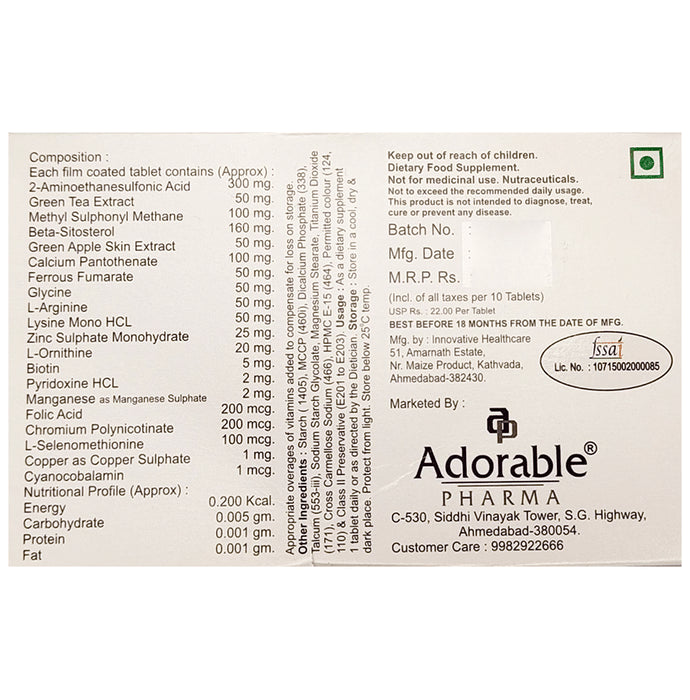 Composition :
Each film coated tablet contains (Approx) :
2-Aminoethanesulfonic Acid 300 mg.
Green Tea Extract 50 mg.
Methyl Sulphonyl Methane 100 mg.
Beta-Sitosterol 160 mg.
Green Apple Skin Extract 50 mg.
Calcium Pantothenate 100 mg.
Ferrous Fumarate 50 mg.
Glycine 50 mg.
L-Arginine 50 mg.
Lysine Mono HCL 50 mg.
Zinc Sulphate Monohydrate 25 mg.
L-Ornithine 20 mg.
Biotin 5 mg.
Pyridoxine HCL 2 mg.
Manganese as Manganese Sulphate 2 mg.
Folic Acid 200 mcg.
Chromium Polynicotinate 200 mcg.
L-Selenomethionine 100 mcg.
Copper as Copper Sulphate 1 mg.
Cyanocobalamin 1 mcg.
Nutritional Profile (Approx) :
Energy 0.200 Kcal.
Carbohydrate 0.005 gm.
Protein 0.001 gm.
Fat 0.001 gm.
Appropriate overages of vitamins added to compensate for loss on storage.
Other Ingredients : Starch ( 1405), MCCP (460i), Dicalcium Phosphate (338),
Talcum (553-iii), Sodium Starch Glycolate, Magnesium Stearate, Titanium Dioxide
(171), Cross Carmellose Sodium (466), HPMC E-15 (464), Permitted colour (124,
110) & Class II Preservative (E201 to E203) Usage : As a dietary supplement
1 tablet daily or as directed by the Dietician. Storage : Store in a cool, dry &
dark place. Protect from light. Store below 25°C temp.
Keep out of reach of children.
Dietary Food Supplement.
Not for medicinal use. Nutraceuticals.
Not to exceed the recommended daily usage.
This product is not intended to diagnose, treat,
cure or prevent any disease.
Batch No. :
Mfg. Date :
M.R.P. Rs. :
(Incl. of all taxes per 10 Tablets)
USP Rs. : 22.00 Per Tablet
BEST BEFORE 18 MONTHS FROM THE DATE OF MFG.
Mfg. by : Innovative Healthcare
51, Amarnath Estate,
Nr. Maize Product, Kathvada,
Ahmedabad-382430.
fssai
Lic. No. : 10715002000085
Marketed By :
ap
Adorable®
PHARMA
C-530, Siddhi Vinayak Tower, S.G. Highway,
Ahmedabad-380054.
Customer Care : 9982922666